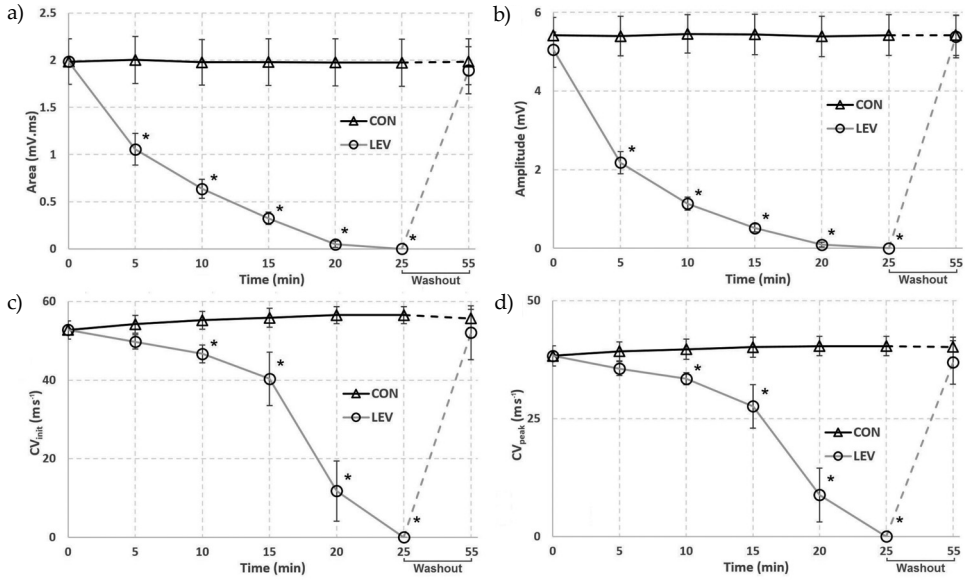 a)
2.5
2
1.5
1
0.5
0
Area (mV.ms)
CON
LEV
* * * * *
0 5 10 15 20 25 55
Time (min) Washout
b)
6
4
2
0
Amplitude (mV)
CON
LEV
* * * * *
0 5 10 15 20 25 55
Time (min) Washout
c)
60
40
20
0
CVinit (ms⁻¹)
CON
LEV
* * * *
0 5 10 15 20 25 55
Time (min) Washout
d)
50
25
0
CVpeak (ms⁻¹)
CON
LEV
* * * *
0 5 10 15 20 25 55
Time (min) Washout